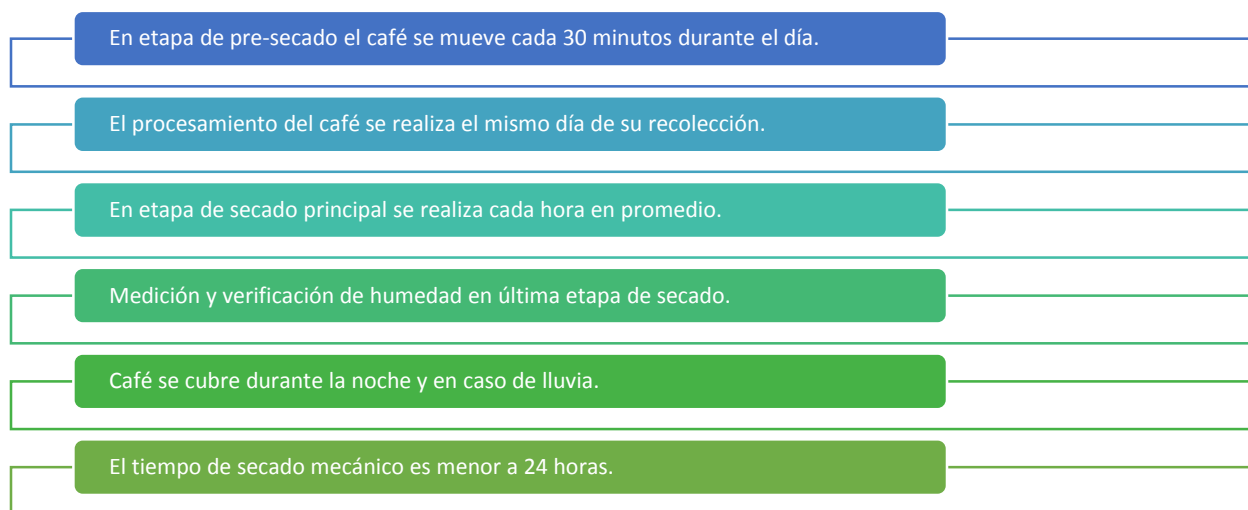 En etapa de pre-secado el café se mueve cada 30 minutos durante el día.
El procesamiento del café se realiza el mismo día de su recolección.
En etapa de secado principal se realiza cada hora en promedio.
Medición y verificación de humedad en última etapa de secado.
Café se cubre durante la noche y en caso de lluvia.
El tiempo de secado mecánico es menor a 24 horas.